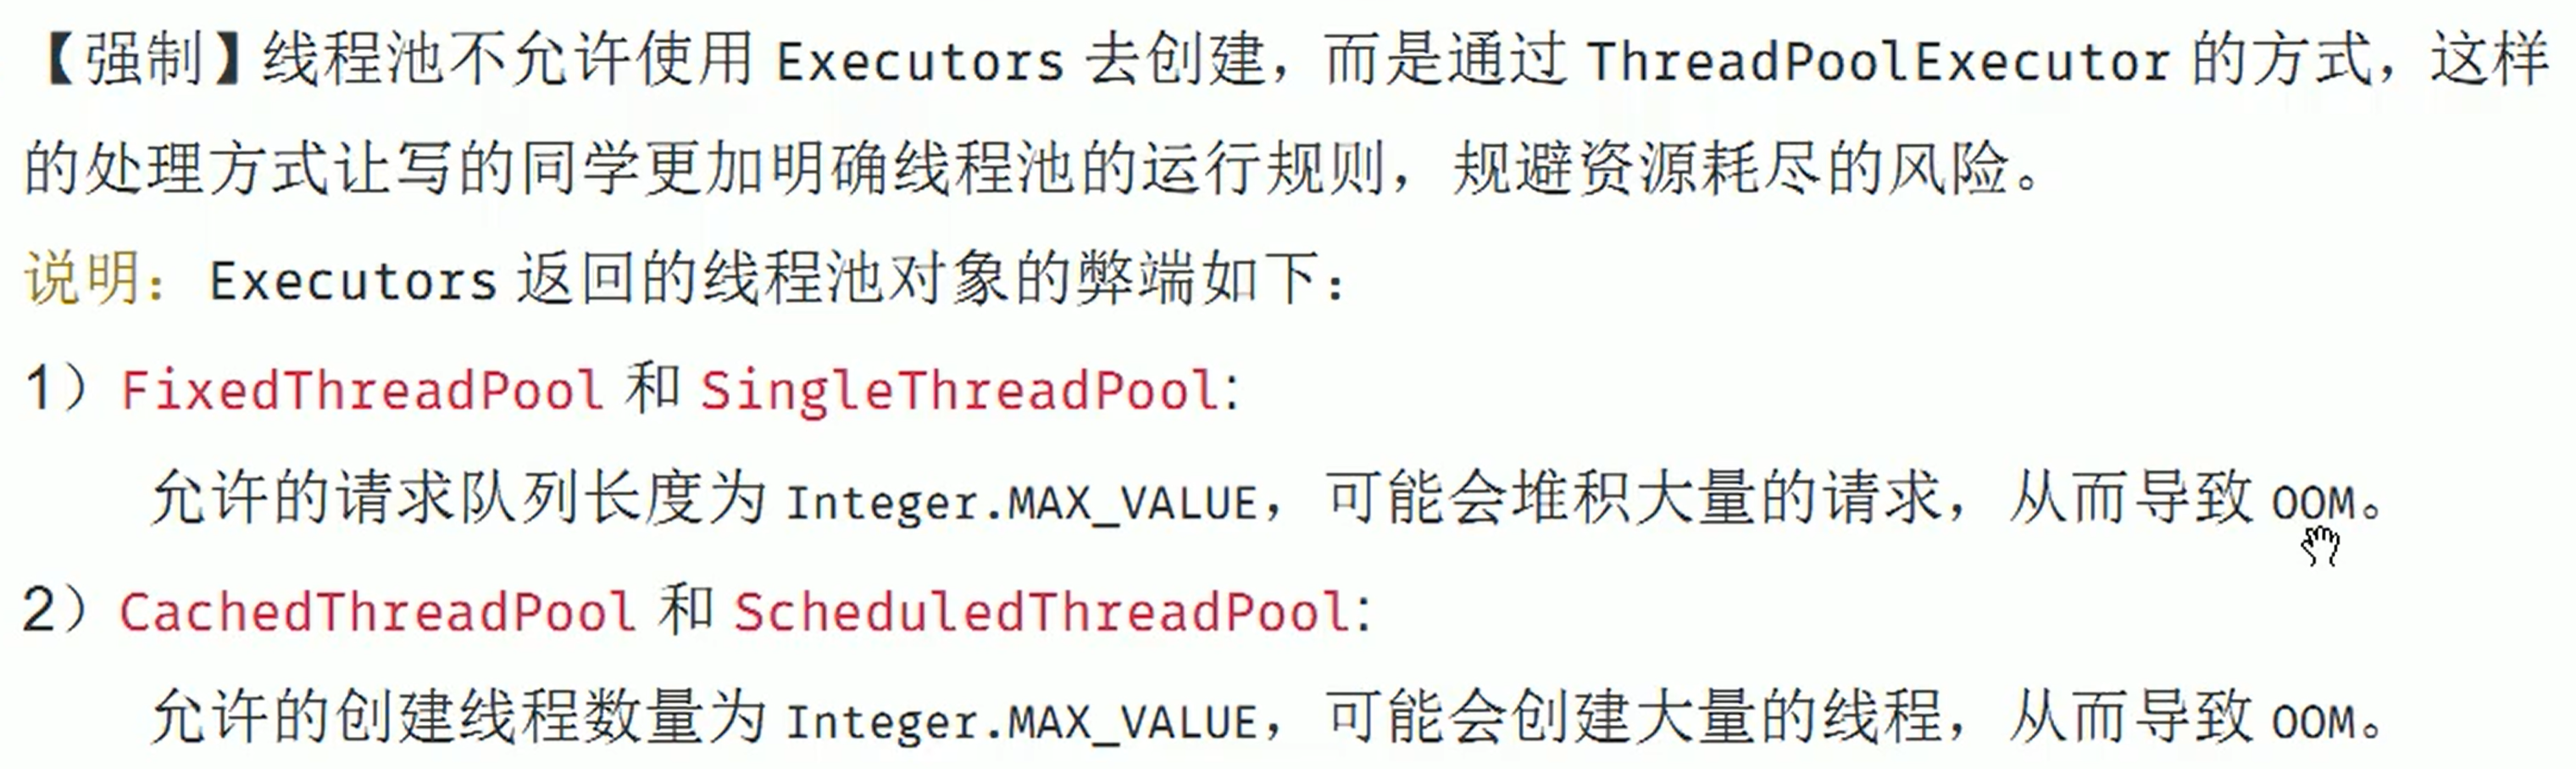 【强制】线程池不允许使用 Executors 去创建，而是通过 ThreadPoolExecutor 的方式，这样
的处理方式让写的同学更加明确线程池的运行规则，规避资源耗尽的风险。
说明：Executors 返回的线程池对象的弊端如下：
1）FixedThreadPool 和 SingleThreadPool:
允许的请求队列长度为 Integer.MAX_VALUE，可能会堆积大量的请求，从而导致 OOM。
2）CachedThreadPool 和 ScheduledThreadPool:
允许的创建线程数量为 Integer.MAX_VALUE，可能会创建大量的线程，从而导致 OOM。